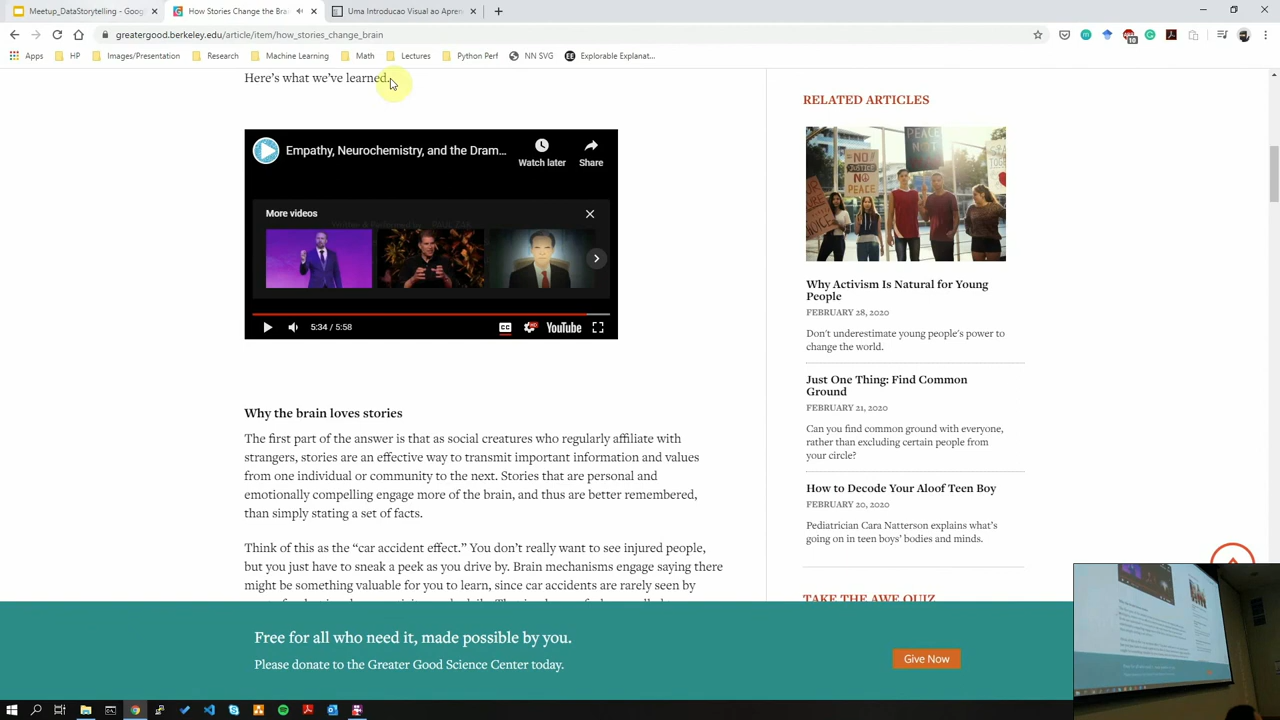 Meetup_DataStorytelling - Google
How Stories Change the Bra
Uma Introducao Visual ao Apren
greatergood.berkeley.edu/article/item/how_stories_change_brain
Apps
HP
Images/Presentation
Research
Machine Learning
Math
Lectures
Python Perf
NN SVG
Explorable Explanat...
Here's what we've learned.
Empathy, Neurochemistry, and the Dram...
Watch later
Share
More videos
5:34 / 5:58
YouTube
Why the brain loves stories
The first part of the answer is that as social creatures who regularly affiliate with
strangers, stories are an effective way to transmit important information and values
from one individual or community to the next. Stories that are personal and
emotionally compelling engage more of the brain, and thus are better remembered,
than simply stating a set of facts.
Think of this as the “car accident effect.” You don't really want to see injured people,
but you just have to sneak a peek as you drive by. Brain mechanisms engage saying there
might be something valuable for you to learn, since car accidents are rarely seen by
RELATED ARTICLES
PEACE
NO JUSTICE
NO
PEACE
Why Activism Is Natural for Young
People
FEBRUARY 28, 2020
Don't underestimate young people's power to
change the world.
Just One Thing: Find Common
Ground
FEBRUARY 21, 2020
Can you find common ground with everyone,
rather than excluding certain people from
your circle?
How to Decode Your Aloof Teen Boy
FEBRUARY 20, 2020
Pediatrician Cara Natterson explains what's
going on in teen boys' bodies and minds.
TAKE THE AWE QUIZ
Free for all who need it, made possible by you.
Please donate to the Greater Good Science Center today.
Give Now